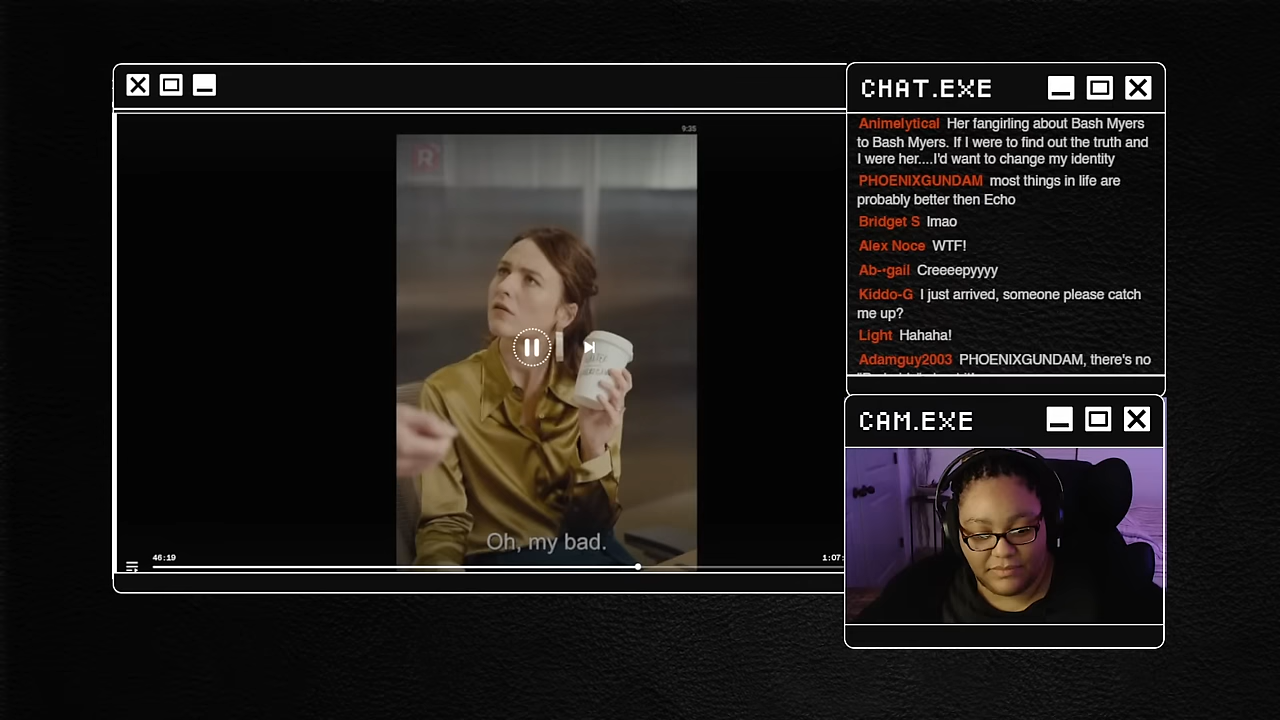 CHAT.EXE
Animelytical Her fangirling about Bash Myers
to Bash Myers. If I were to find out the truth and
I were her....I'd want to change my identity
PHOENIXGUNDAM most things in life are
probably better then Echo
Bridget S lmao
Alex Noce WTF!
Ab-•gail Creeeepyyyy
Kiddo-G I just arrived, someone please catch
me up?
Light Hahaha!
Adamguy2003 PHOENIXGUNDAM, there's no
9:35
R
Oh, my bad.
46:19
1:07:
CAM.EXE